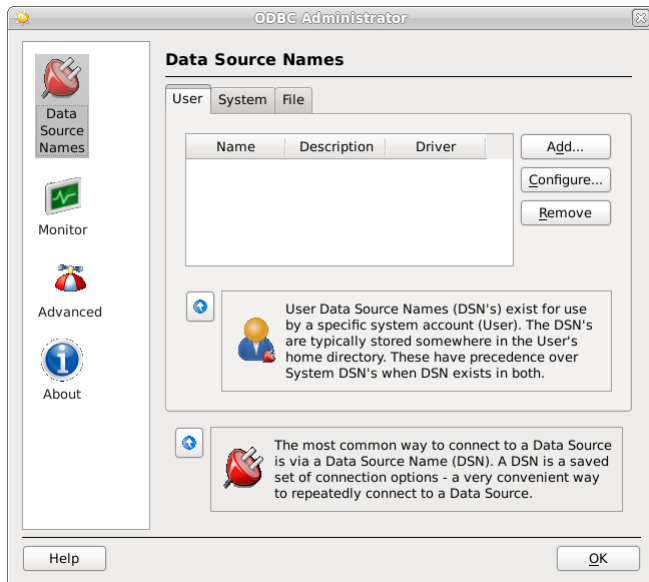 ODBC Administrator
Data
Source
Names
Monitor
Advanced
About
Data Source Names
User System File
Name Description Driver
Add...
Configure...
Remove
User Data Source Names (DSN's) exist for use
by a specific system account (User). The DSN's
are typically stored somewhere in the User's
home directory. These have precedence over
System DSN's when DSN exists in both.
The most common way to connect to a Data Source
is via a Data Source Name (DSN). A DSN is a saved
set of connection options - a very convenient way
to repeatedly connect to a Data Source.
Help
OK